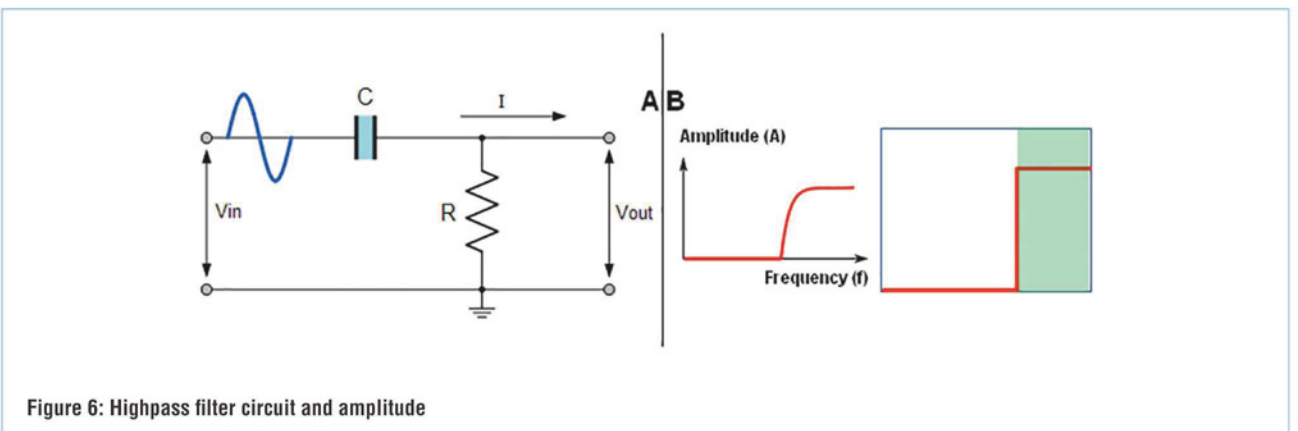 C
I
Vin
R
Vout
A B
Amplitude (A)
Frequency (f)
Figure 6: Highpass filter circuit and amplitude